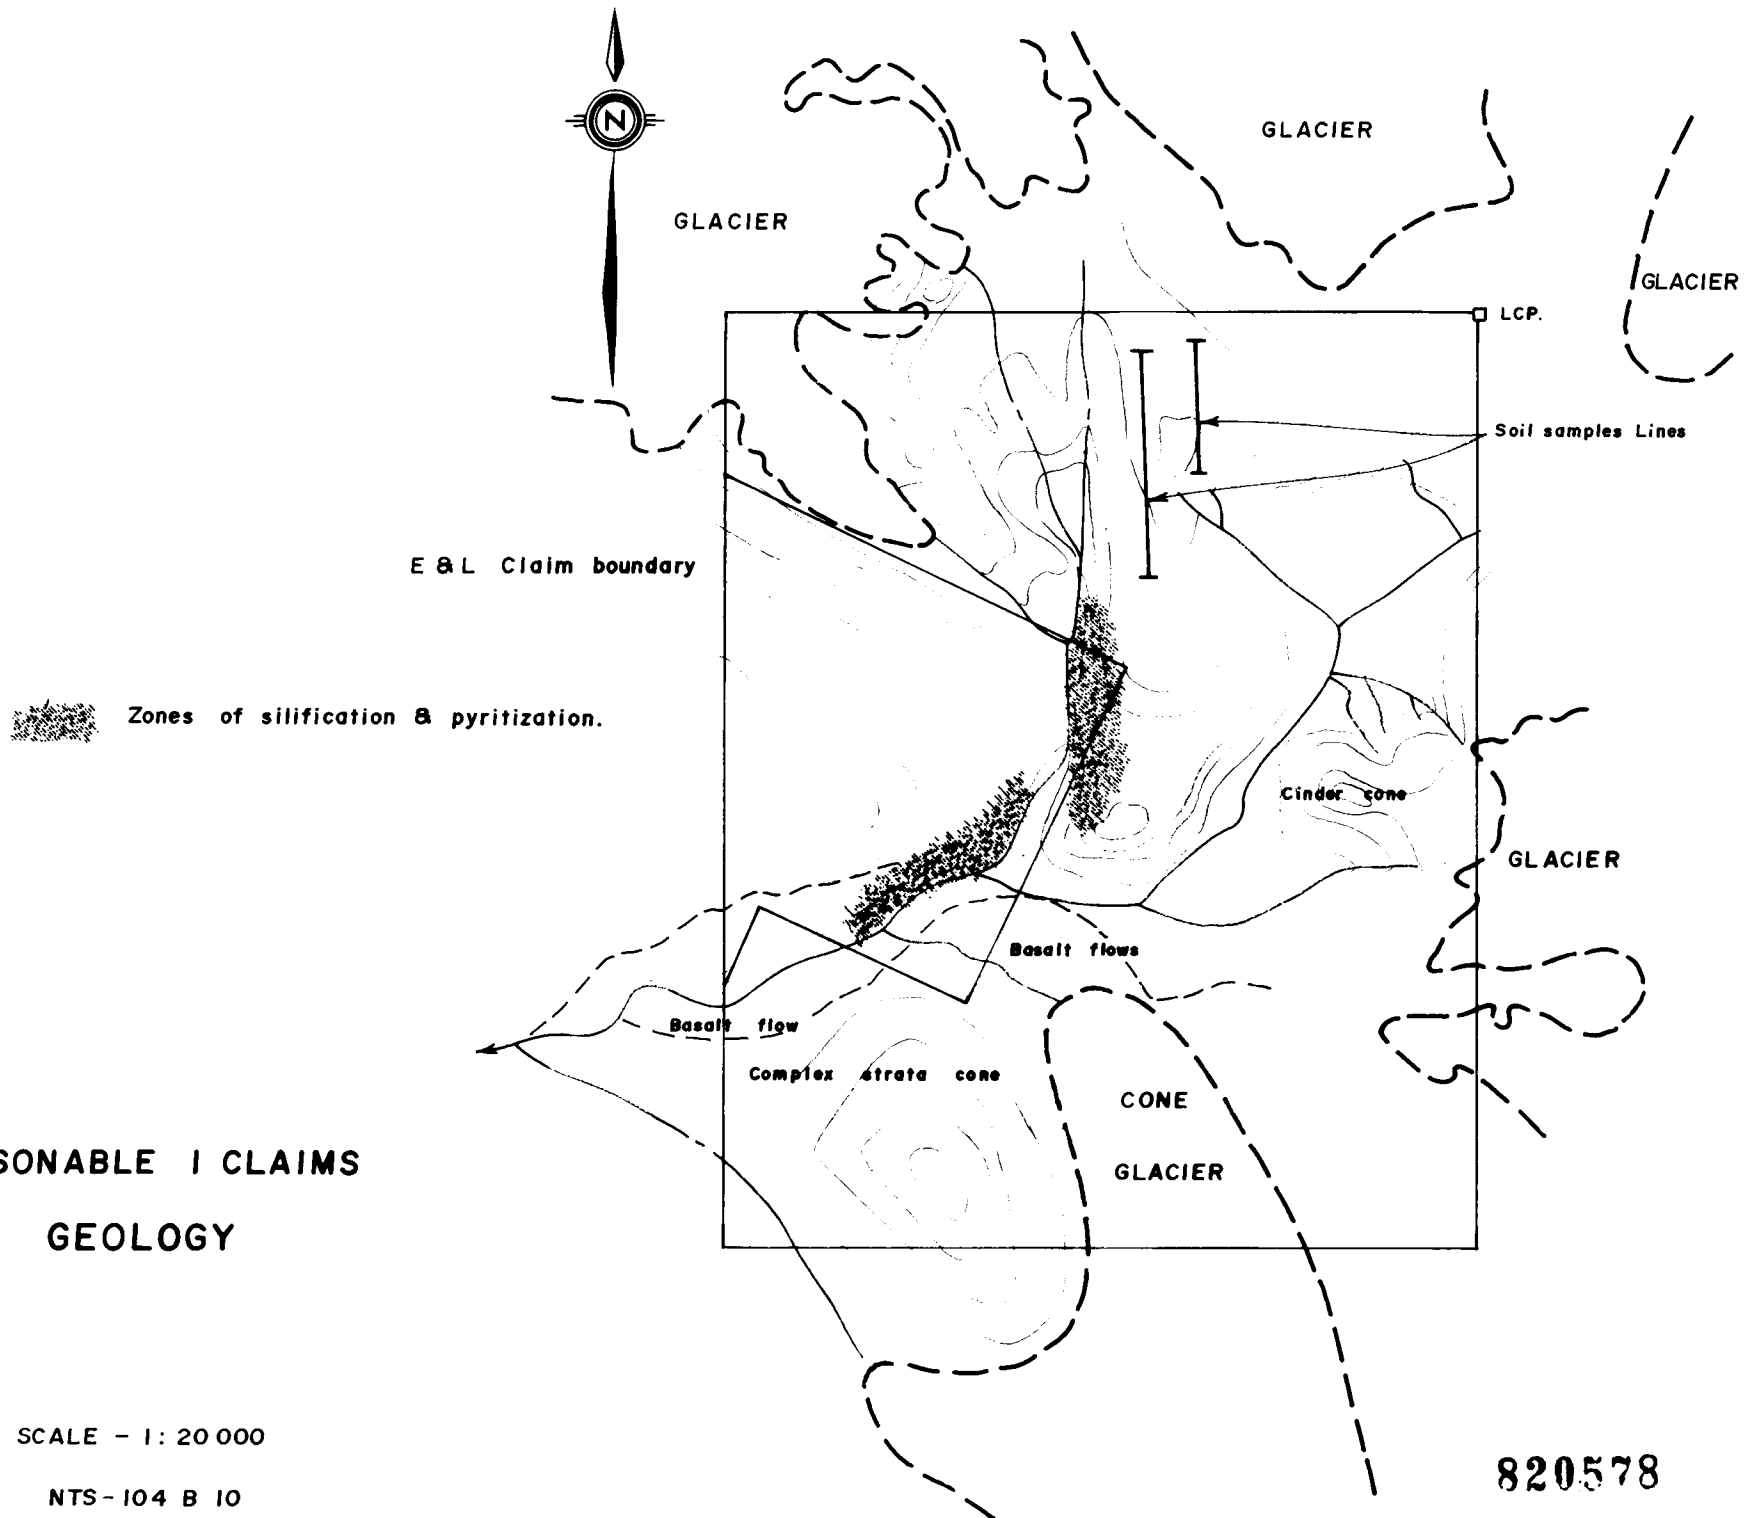 N
GLACIER
GLACIER
GLACIER
LCP.
Soil samples Lines
E & L Claim boundary
Zones of silification & pyritization.
Cinder cone
GLACIER
Basalt flows
Basalt flow
Complex strata cone
CONE
GLACIER
SONABLE 1 CLAIMS
GEOLOGY
SCALE - 1: 20 000
NTS - 104 B 10
820578